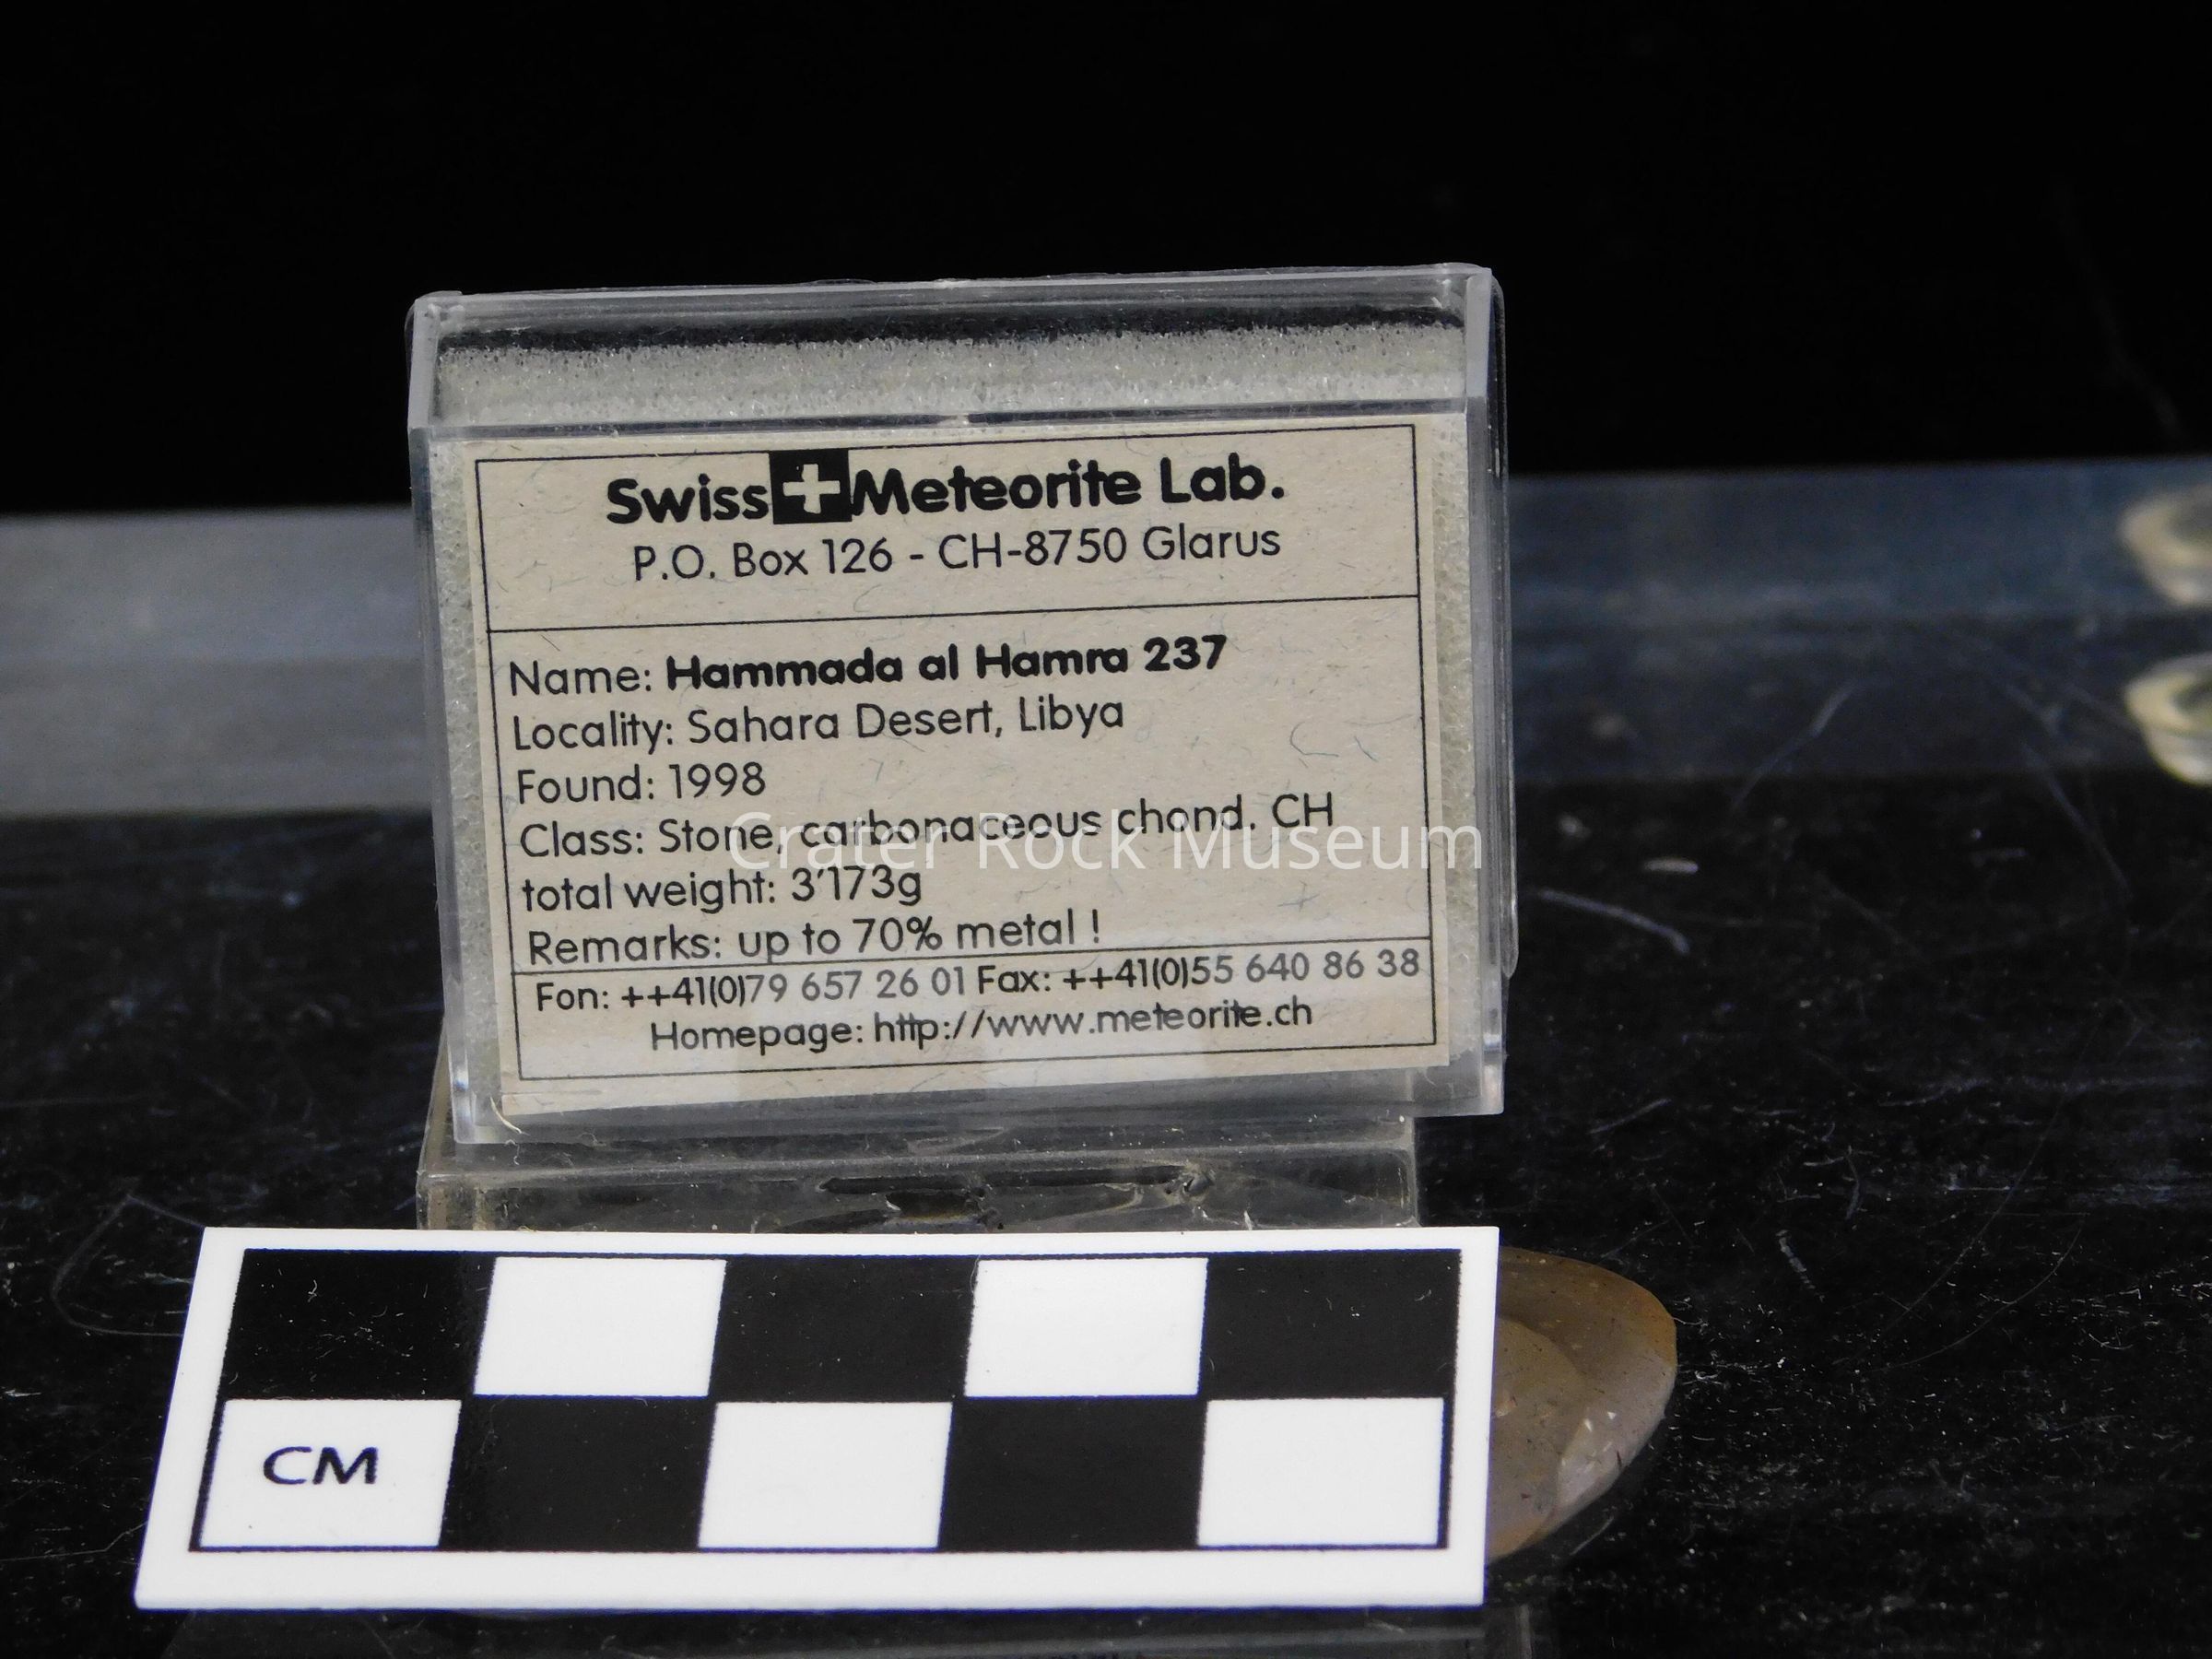 Swiss Meteorite Lab.
P.O. Box 126 - CH-8750 Glarus
Name: Hammada al Hamra 237
Locality: Sahara Desert, Libya
Found: 1998
Class: Stone, carbonaceous chond. CH
Crater Rock Museum
total weight: 3'173g
Remarks: up to 70% metal !
Fon: ++41(0)79 657 26 01 Fax: ++41(0)55 640 86 38
Homepage: http://www.meteorite.ch
CM